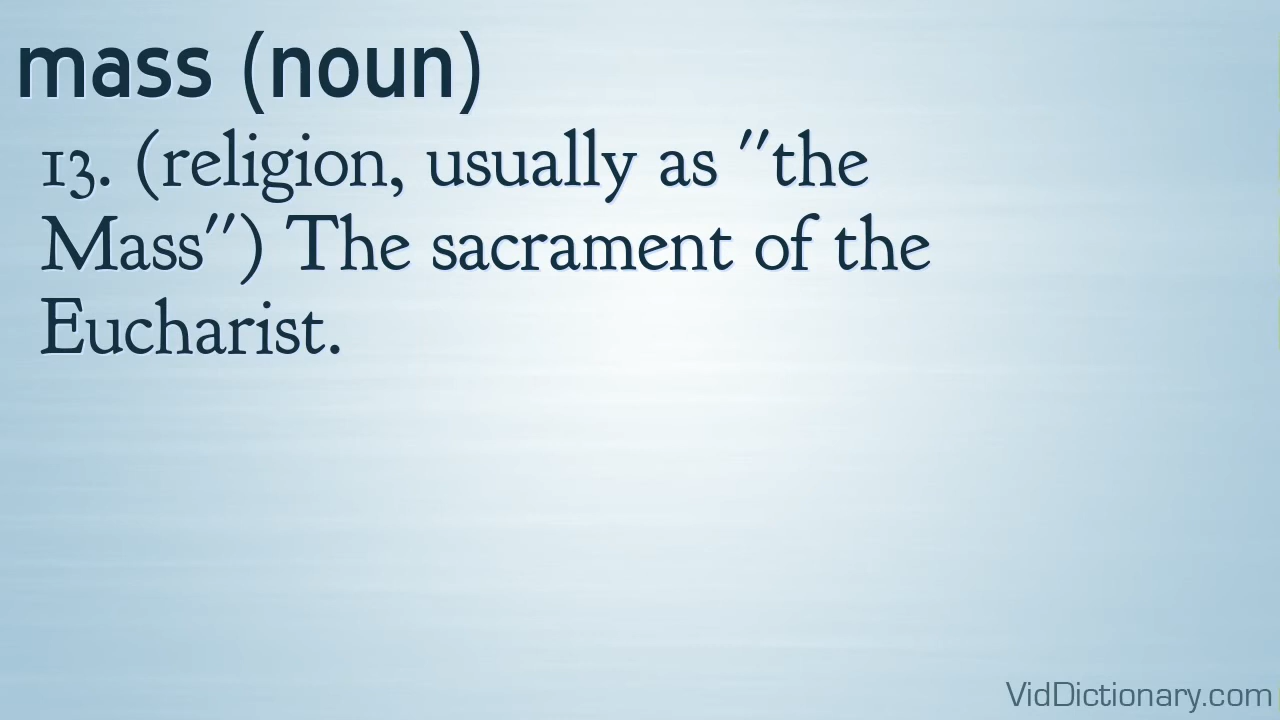 mass (noun)
13. (religion, usually as "the
Mass") The sacrament of the
Eucharist.
VidDictionary.com